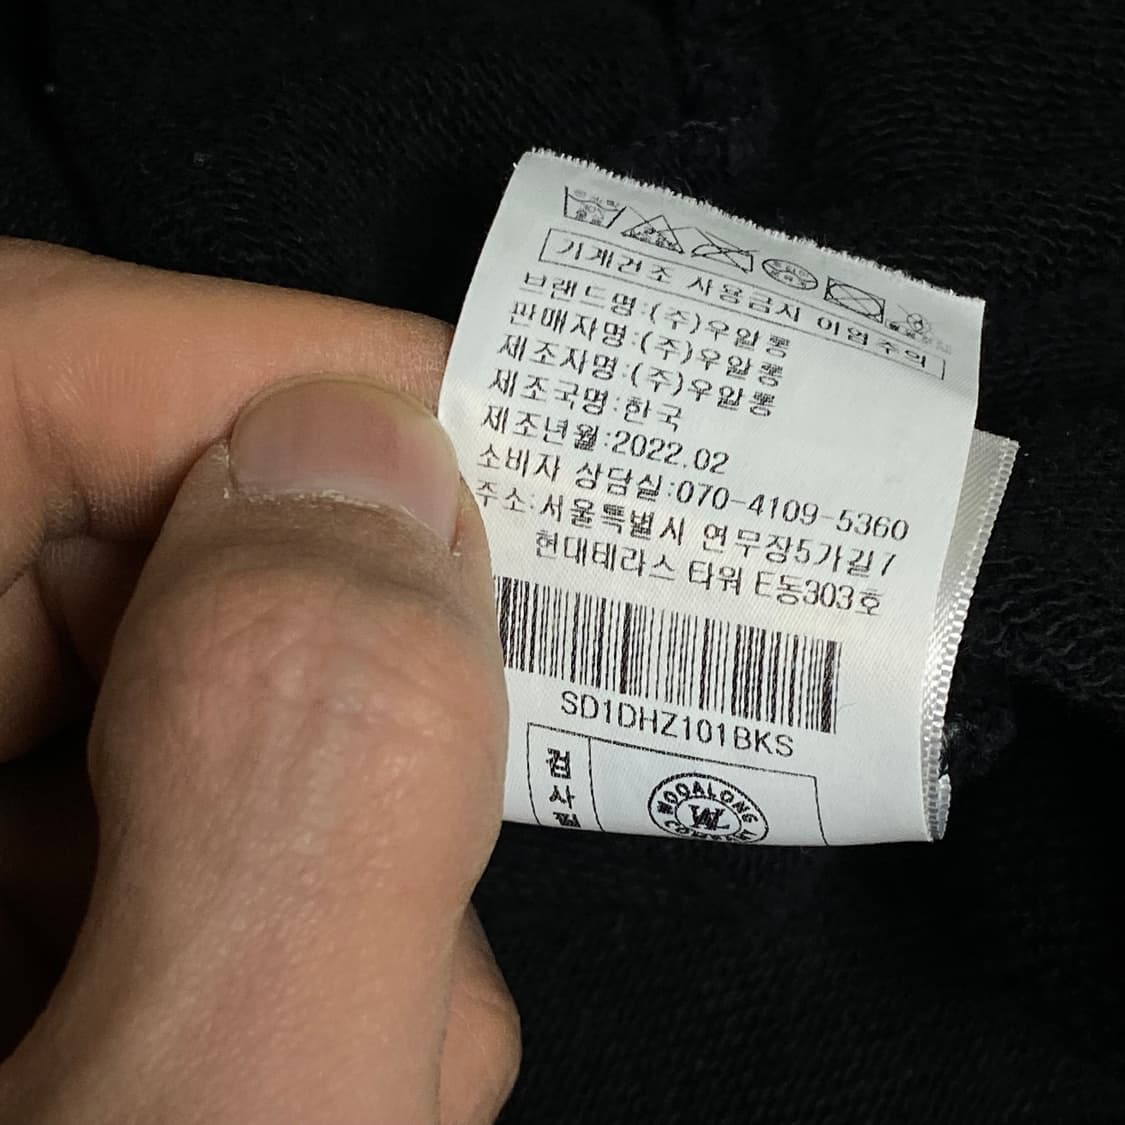 기계건조 사용금지 이염주의
브랜드명:(주)우알롱
판매자명:(주)우알롱
제조자명:(주)우알롱
제조국명:한국
제조년월:2022.02
소비자 상담실:070-4109-5360
주소:서울특별시 연무장5가길7
현대테라스 타워 E동303호
SD1DHZ101BKS
검사필
WOOALONG
WAL
COMPANY